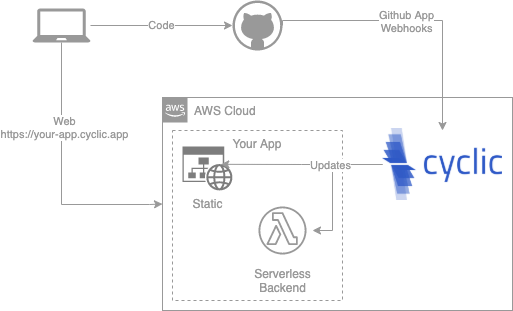 Code
Github App
Webhooks
Web
https://your-app.cyclic.app
aws
AWS Cloud
Your App
Updates
cyclic
Static
Serverless
Backend